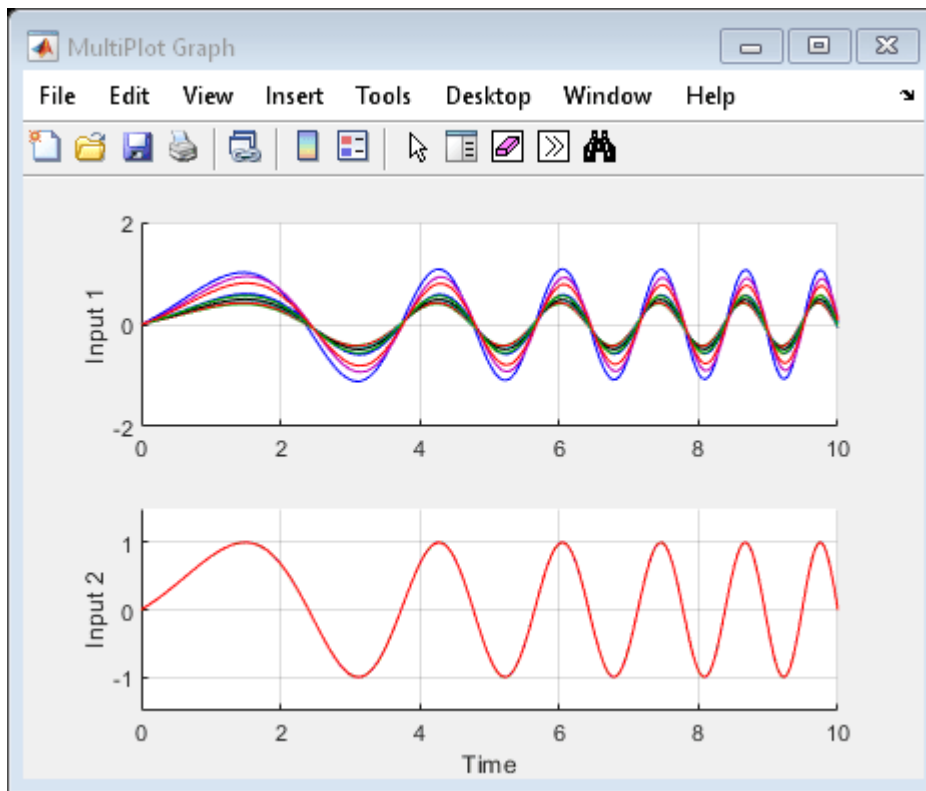 MultiPlot Graph
File Edit View Insert Tools Desktop Window Help
2
0
-2
Input 1
0 2 4 6 8 10
1
0
-1
Input 2
0 2 4 6 8 10
Time